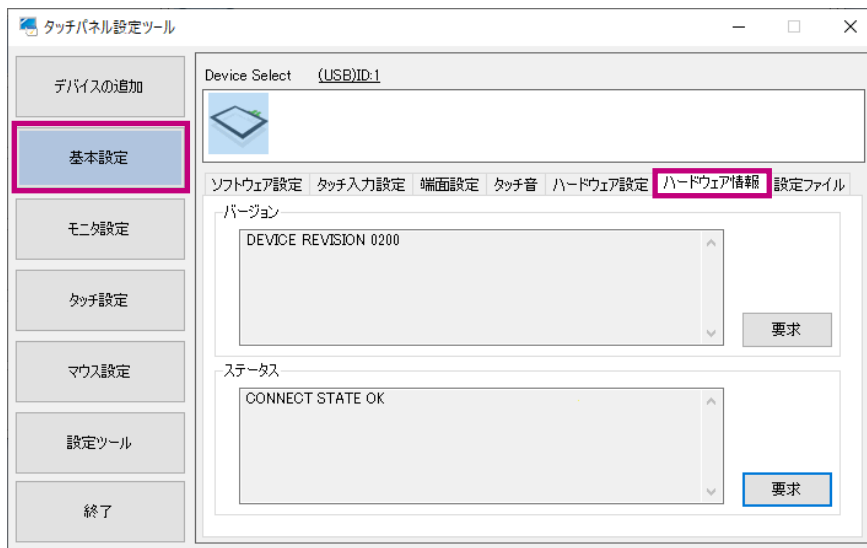 タッチパネル設定ツール
デバイスの追加
基本設定
モニタ設定
タッチ設定
マウス設定
設定ツール
終了
Device Select (USB)ID:1
ソフトウェア設定 タッチ入力設定 端面設定 タッチ音 ハードウェア設定 ハードウェア情報 設定ファイル
バージョン
DEVICE REVISION 0200
要求
ステータス
CONNECT STATE OK
要求